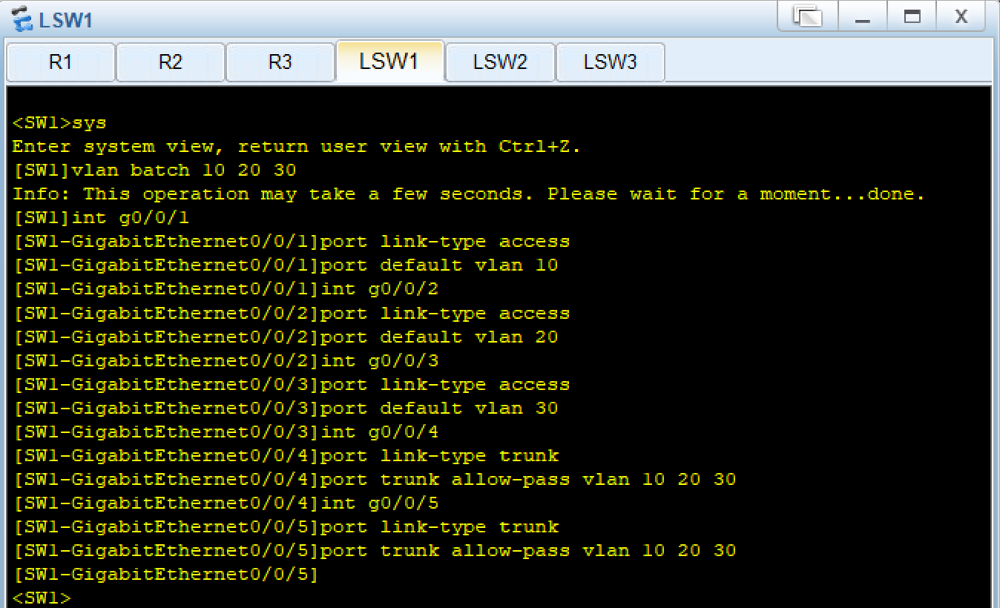 LSW1
X
R1 R2 R3 LSW1 LSW2 LSW3
<SW1>sys
Enter system view, return user view with Ctrl+Z.
[SW1]vlan batch 10 20 30
Info: This operation may take a few seconds. Please wait for a moment...done.
[SW1]int g0/0/1
[SW1-GigabitEthernet0/0/1]port link-type access
[SW1-GigabitEthernet0/0/1]port default vlan 10
[SW1-GigabitEthernet0/0/1]int g0/0/2
[SW1-GigabitEthernet0/0/2]port link-type access
[SW1-GigabitEthernet0/0/2]port default vlan 20
[SW1-GigabitEthernet0/0/2]int g0/0/3
[SW1-GigabitEthernet0/0/3]port link-type access
[SW1-GigabitEthernet0/0/3]port default vlan 30
[SW1-GigabitEthernet0/0/3]int g0/0/4
[SW1-GigabitEthernet0/0/4]port link-type trunk
[SW1-GigabitEthernet0/0/4]port trunk allow-pass vlan 10 20 30
[SW1-GigabitEthernet0/0/4]int g0/0/5
[SW1-GigabitEthernet0/0/5]port link-type trunk
[SW1-GigabitEthernet0/0/5]port trunk allow-pass vlan 10 20 30
[SW1-GigabitEthernet0/0/5]
<SW1>